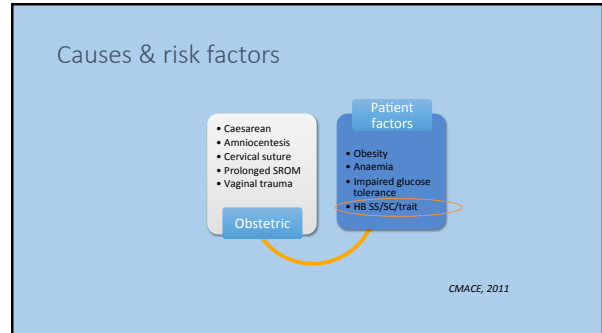 Causes & risk factors
• Caesarean
• Amniocentesis
• Cervical suture
• Prolonged SROM
• Vaginal trauma
Obstetric
Patient
factors
• Obesity
• Anaemia
• Impaired glucose
tolerance
• HB SS/SC/trait
CMACE, 2011